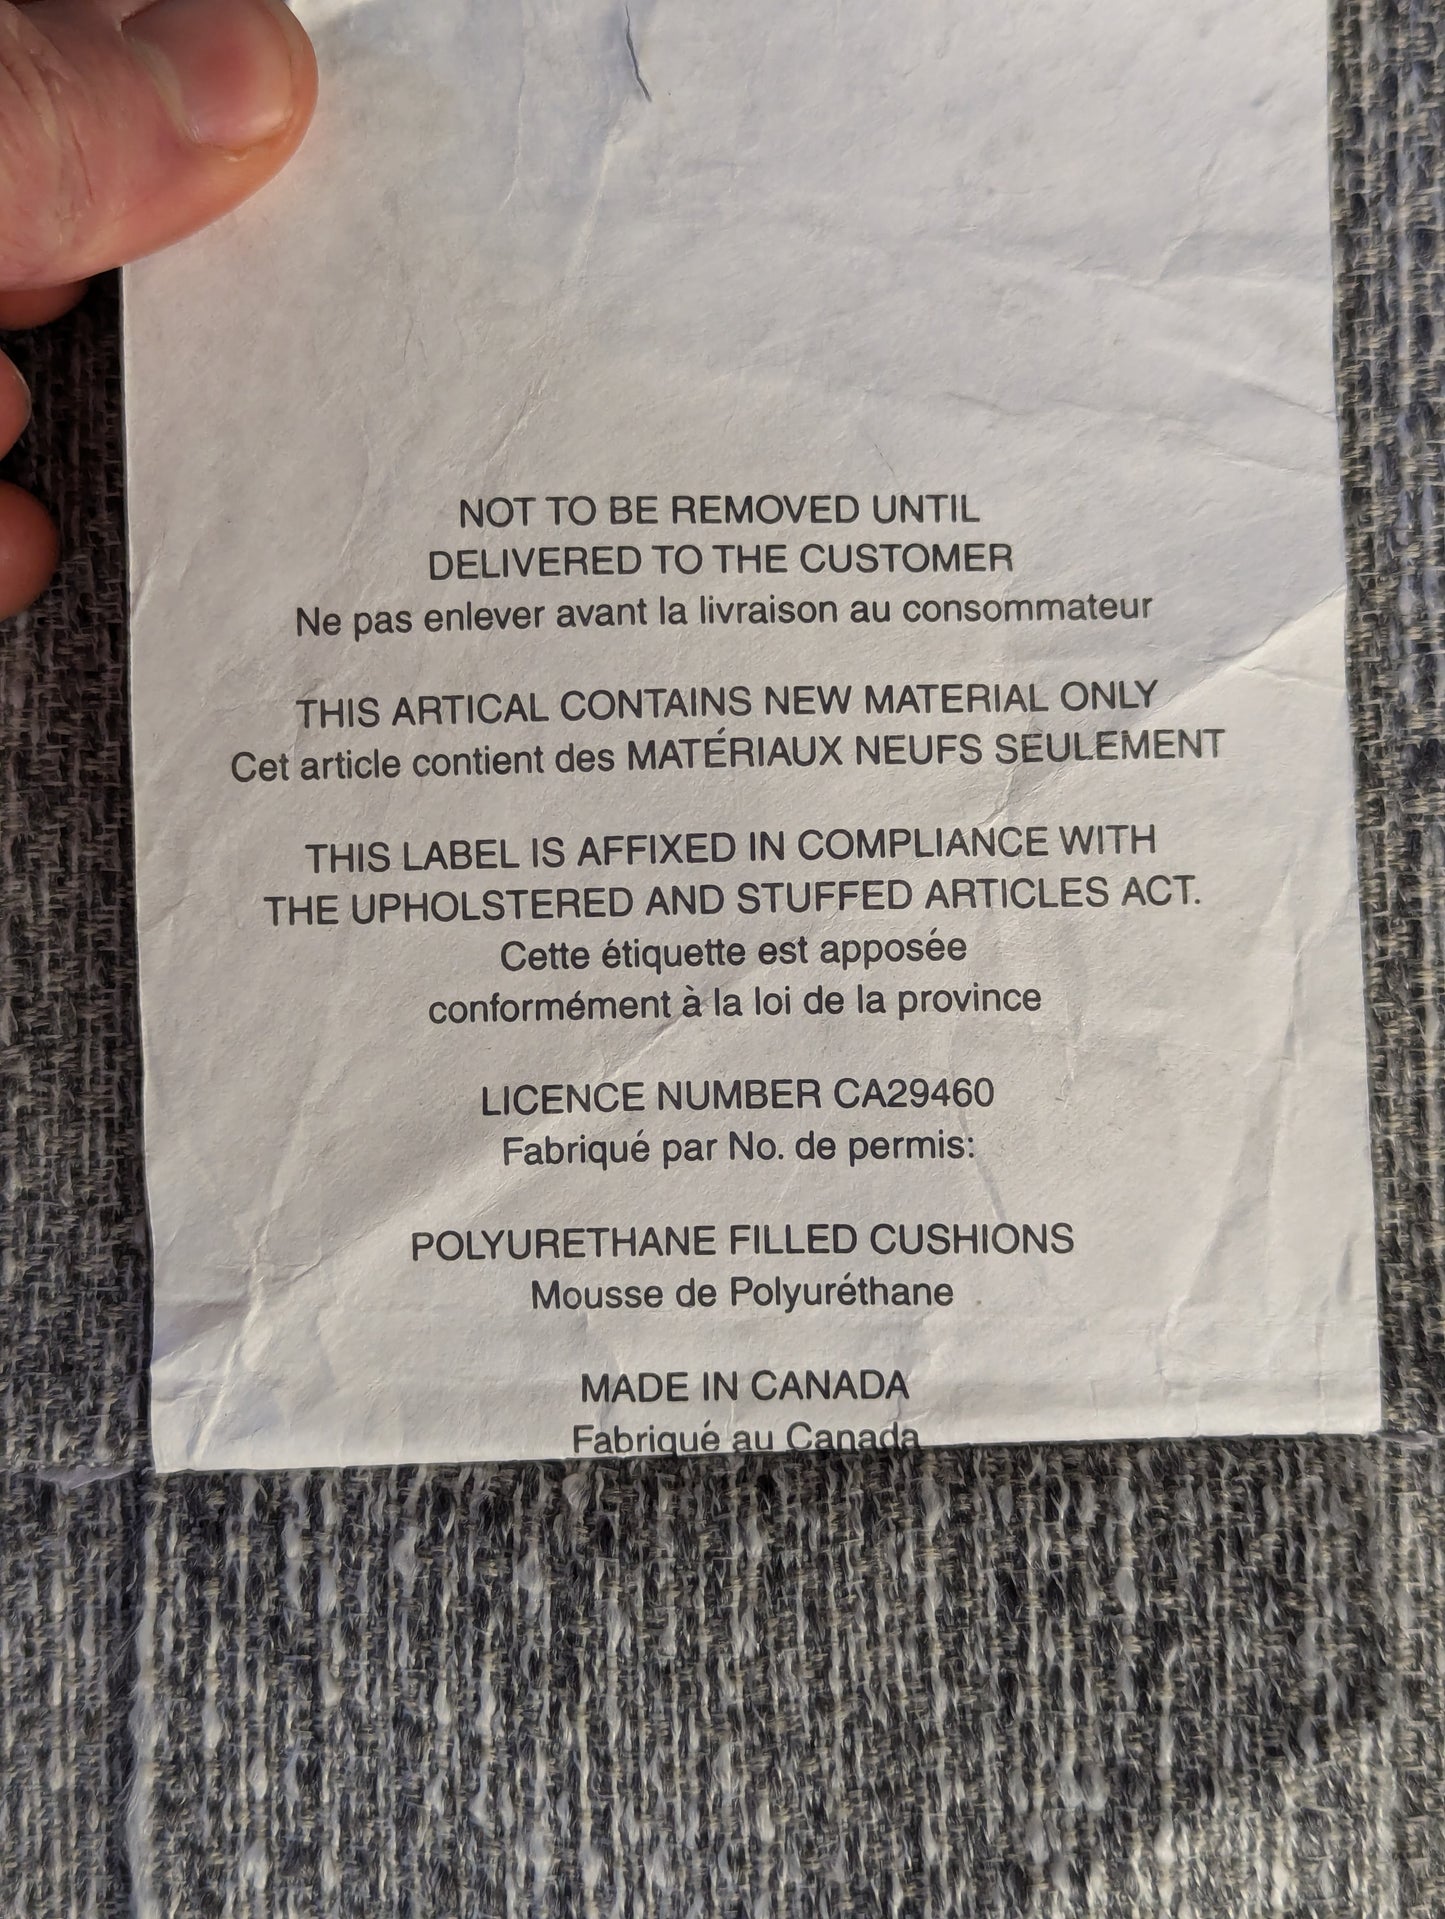 NOT TO BE REMOVED UNTIL
DELIVERED TO THE CUSTOMER
Ne pas enlever avant la livraison au consommateur
THIS ARTICAL CONTAINS NEW MATERIAL ONLY
Cet article contient des MATÉRIAUX NEUFS SEULEMENT
THIS LABEL IS AFFIXED IN COMPLIANCE WITH
THE UPHOLSTERED AND STUFFED ARTICLES ACT.
Cette étiquette est apposée
conformément à la loi de la province
LICENCE NUMBER CA29460
Fabriqué par No. de permis:
POLYURETHANE FILLED CUSHIONS
Mousse de Polyuréthane
MADE IN CANADA
Fabriqué au Canada